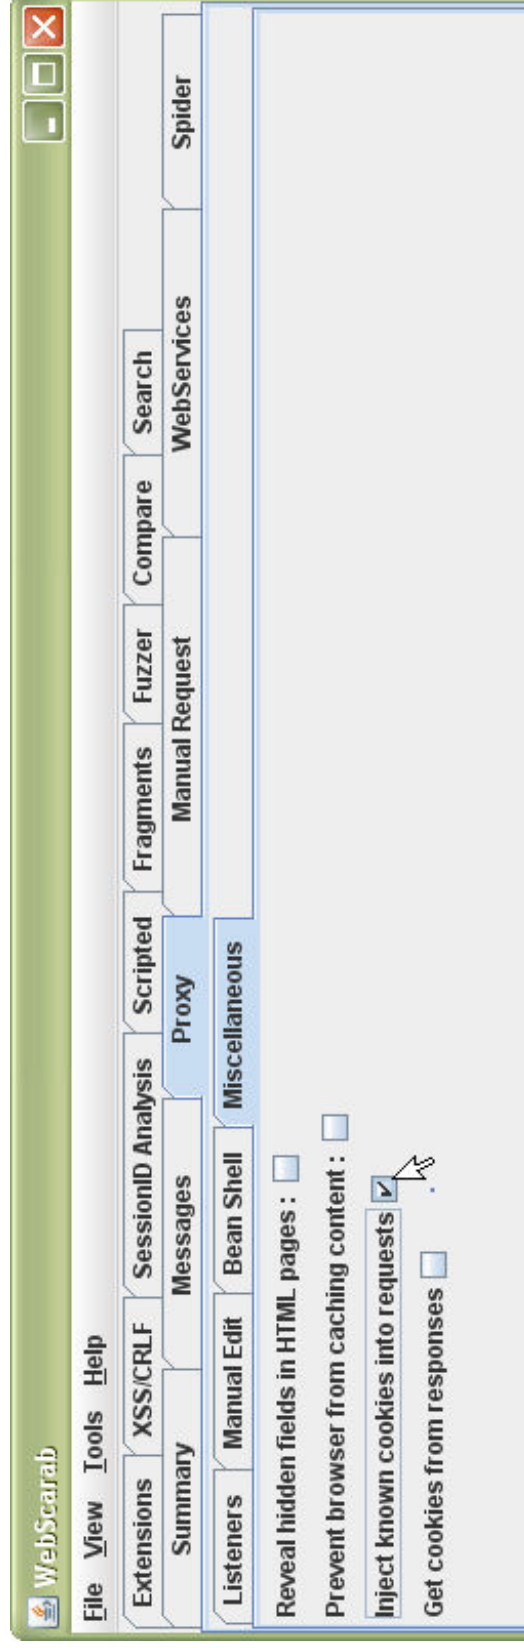 WebScarab
File View Tools Help
Extensions XSS/CRLF SessionID Analysis Scripted Fragments Fuzzer Compare Search
Summary Messages Proxy Manual Request WebServices Spider
Listeners Manual Edit Bean Shell Miscellaneous
Reveal hidden fields in HTML pages :
Prevent browser from caching content :
Inject known cookies into requests
Get cookies from responses